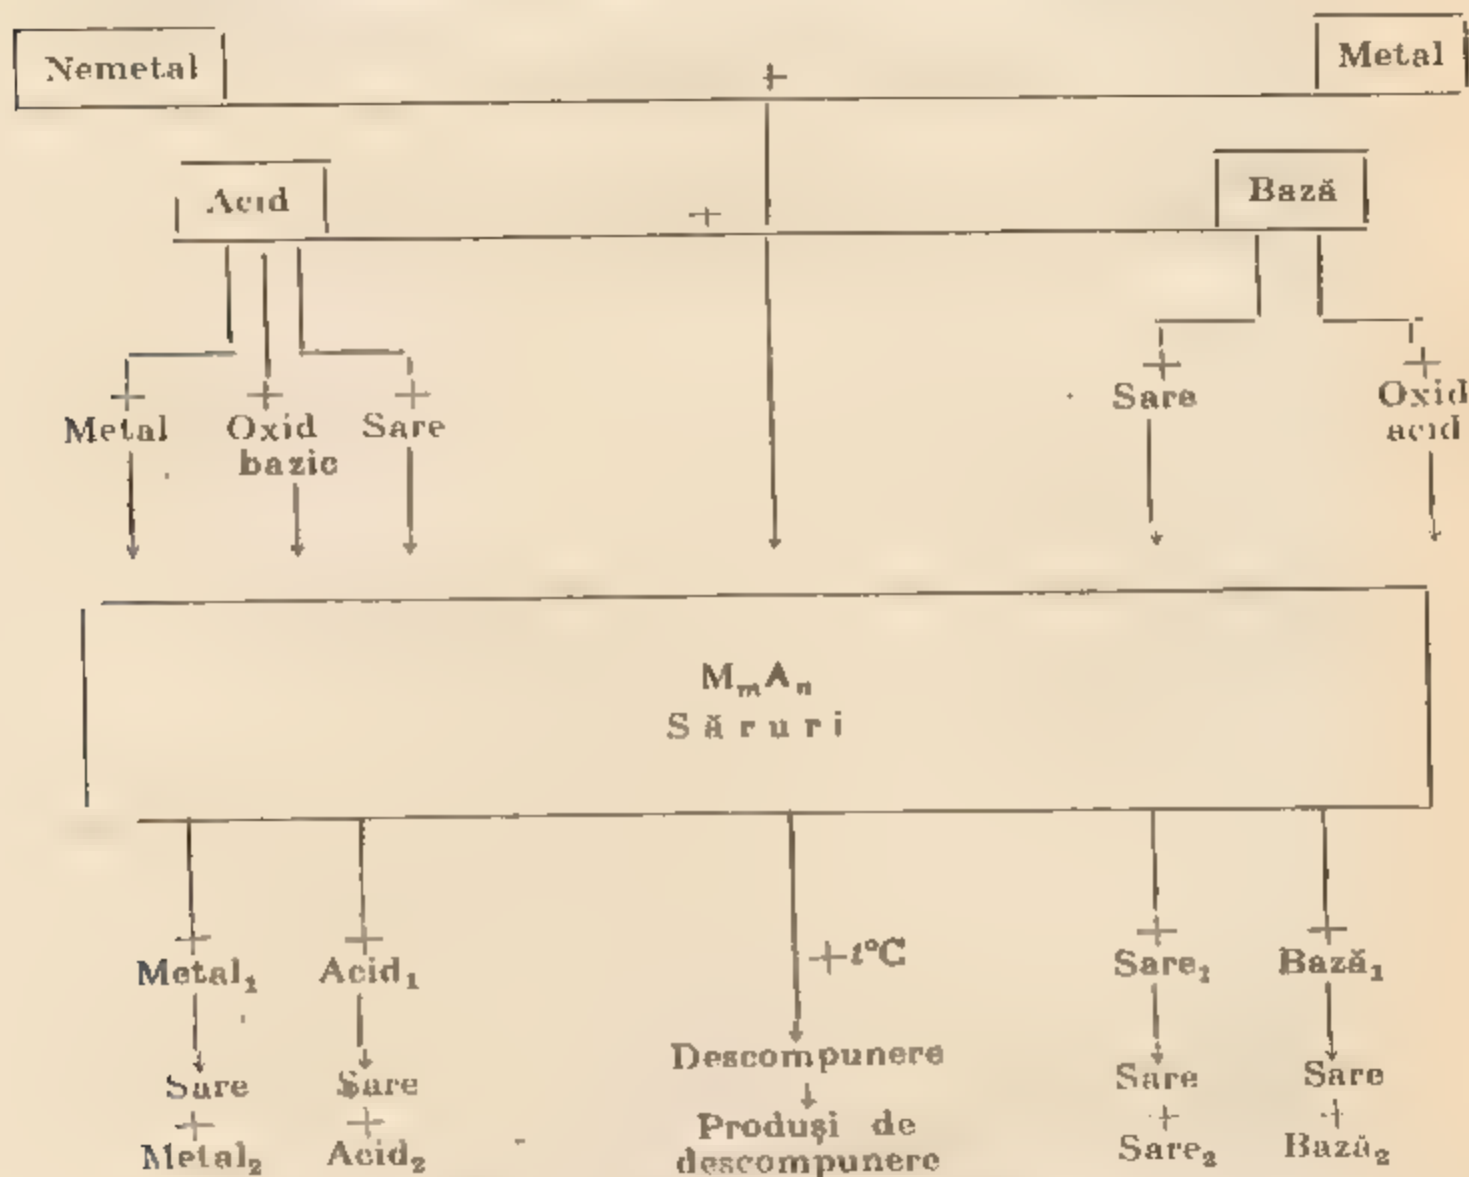 Nemetal + Metal
Acid + Bază
+ + + + +
Metal Oxid bazic Sare Sare Oxid acid
MₘAₙ
Săruri
+ + +t°C + +
Metal₁ Acid₁ Sare₁ Bază₁
Descompunere
Sare Sare Sare Sare
+ + + +
Produși de
Metal₂ Acid₂ descompunere Sare₂ Bază₂